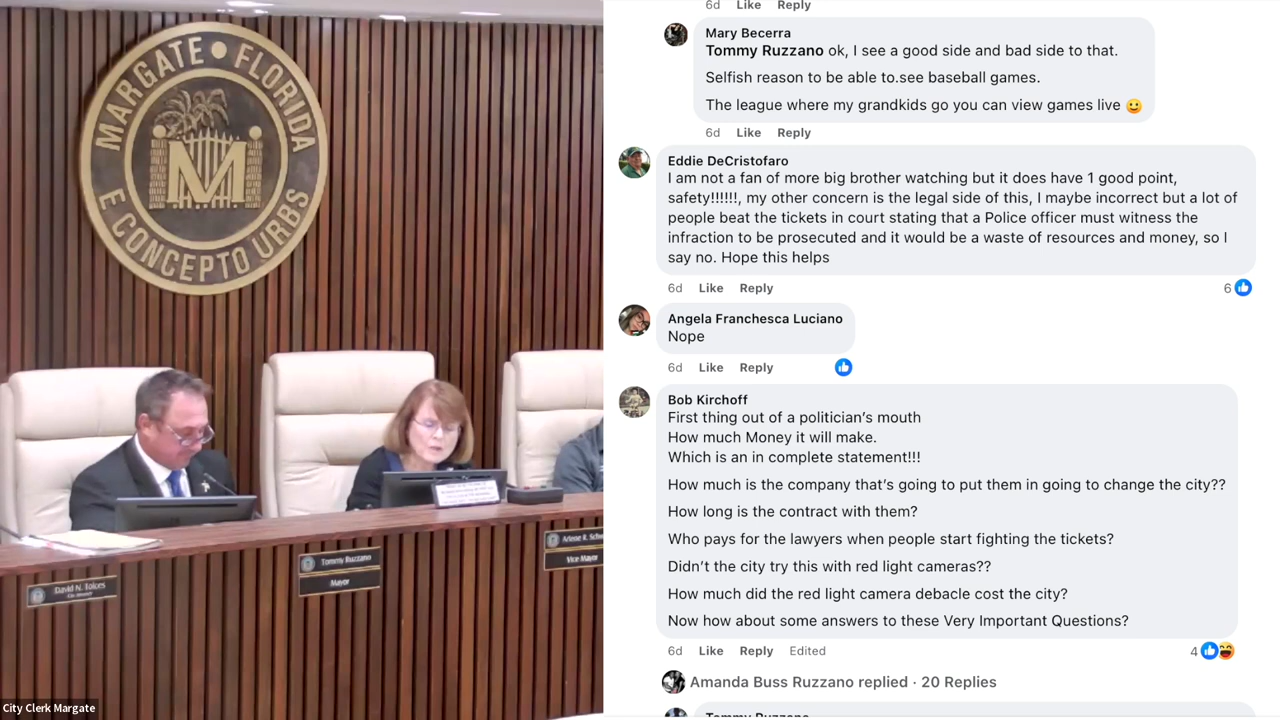 MARGATE • FLORIDA
M
E CONCEPTO URBS
David N. Tolces
Tommy Ruzzano
Mayor
Arlene R. Schw
Vice Mayor
City Clerk Margate
6d Like Reply
Mary Becerra
Tommy Ruzzano ok, I see a good side and bad side to that.
Selfish reason to be able to.see baseball games.
The league where my grandkids go you can view games live 🙂
6d Like Reply
Eddie DeCristofaro
I am not a fan of more big brother watching but it does have 1 good point,
safety!!!!!!, my other concern is the legal side of this, I maybe incorrect but a lot of
people beat the tickets in court stating that a Police officer must witness the
infraction to be prosecuted and it would be a waste of resources and money, so I
say no. Hope this helps
6d Like Reply 6
Angela Franchesca Luciano
Nope
6d Like Reply
Bob Kirchoff
First thing out of a politician's mouth
How much Money it will make.
Which is an in complete statement!!!
How much is the company that's going to put them in going to change the city??
How long is the contract with them?
Who pays for the lawyers when people start fighting the tickets?
Didn't the city try this with red light cameras??
How much did the red light camera debacle cost the city?
Now how about some answers to these Very Important Questions?
6d Like Reply Edited 4
Amanda Buss Ruzzano replied · 20 Replies
Tommy Ruzzano